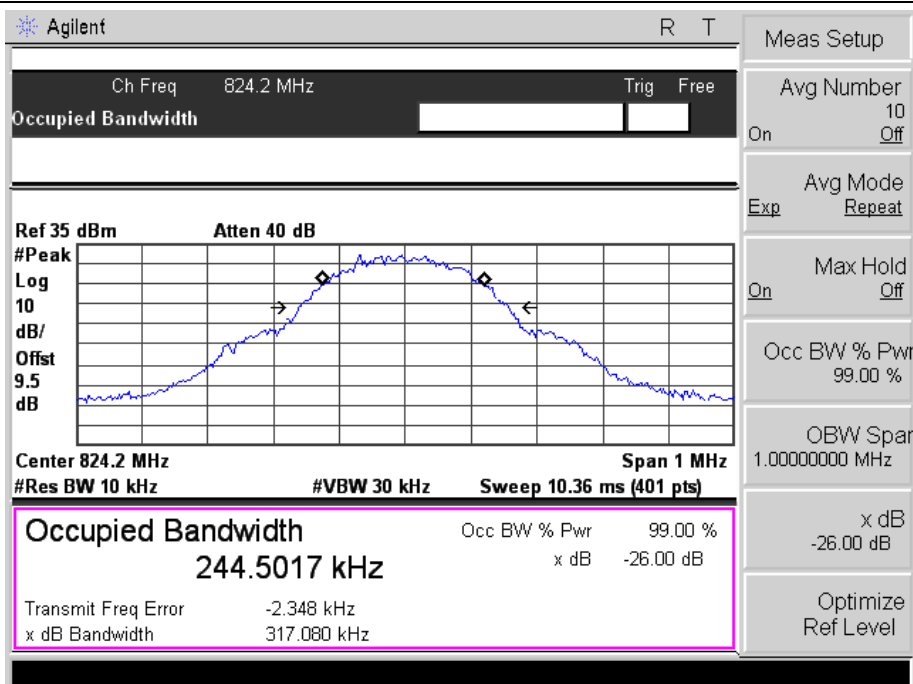 Agilent R T
Ch Freq 824.2 MHz Trig Free
Occupied Bandwidth
Ref 35 dBm Atten 40 dB
#Peak
Log
10
dB/
Offst
9.5
dB
Center 824.2 MHz Span 1 MHz
#Res BW 10 kHz #VBW 30 kHz Sweep 10.36 ms (401 pts)
Occupied Bandwidth
244.5017 kHz
Occ BW % Pwr 99.00 %
x dB -26.00 dB
Transmit Freq Error -2.348 kHz
x dB Bandwidth 317.080 kHz
Meas Setup
Avg Number
10
On Off
Avg Mode
Exp Repeat
Max Hold
On Off
Occ BW % Pwr
99.00 %
OBW Span
1.00000000 MHz
x dB
-26.00 dB
Optimize
Ref Level